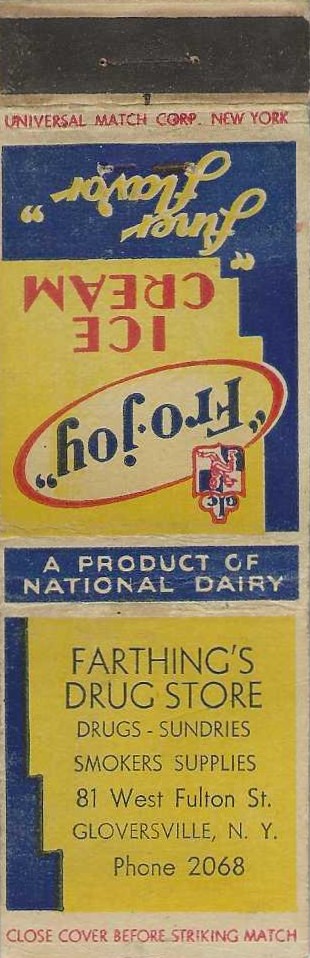 UNIVERSAL MATCH CORP. NEW YORK
"Fro-joy"
ICE
CREAM
"finer
flavor"
A PRODUCT OF
NATIONAL DAIRY
FARTHING'S
DRUG STORE
DRUGS - SUNDRIES
SMOKERS SUPPLIES
81 West Fulton St.
GLOVERSVILLE, N. Y.
Phone 2068
CLOSE COVER BEFORE STRIKING MATCH